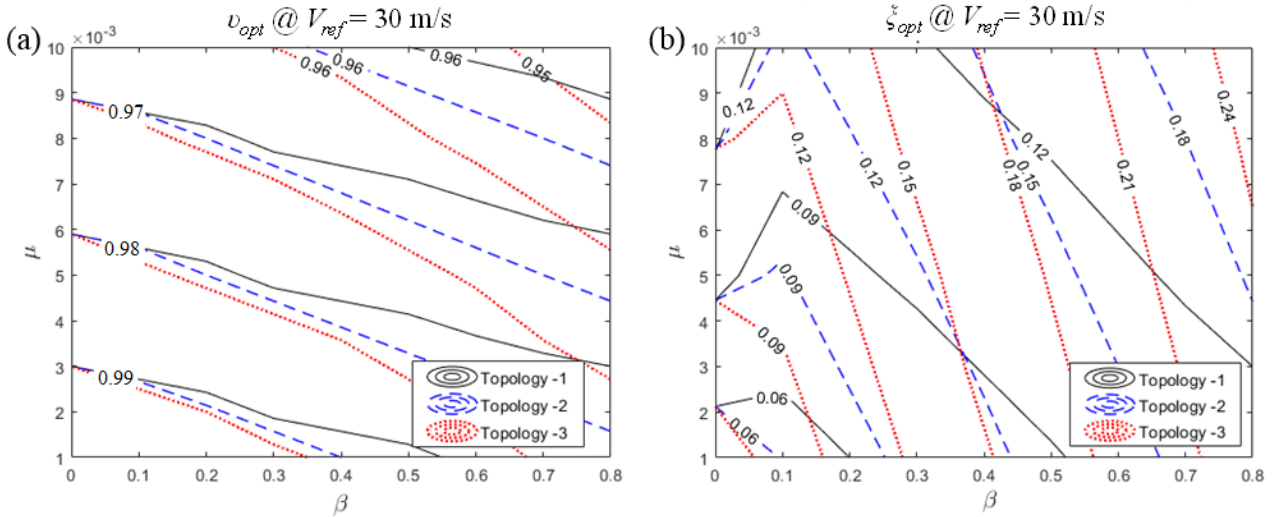 υopt @ Vref = 30 m/s
(a)
×10⁻³
10
9
8
7
6
5
4
3
2
1
μ
0.96
0.96
0.96
0.95
0.97
0.98
0.99
Topology -1
Topology -2
Topology -3
0 0.1 0.2 0.3 0.4 0.5 0.6 0.7 0.8
β
ξopt @ Vref = 30 m/s
(b)
×10⁻³
10
9
8
7
6
5
4
3
2
1
μ
0.12
0.12
0.12
0.15
0.12
0.15
0.18
0.21
0.18
0.24
0.09
0.09
0.09
0.06
0.06
Topology -1
Topology -2
Topology -3
0 0.1 0.2 0.3 0.4 0.5 0.6 0.7 0.8
β